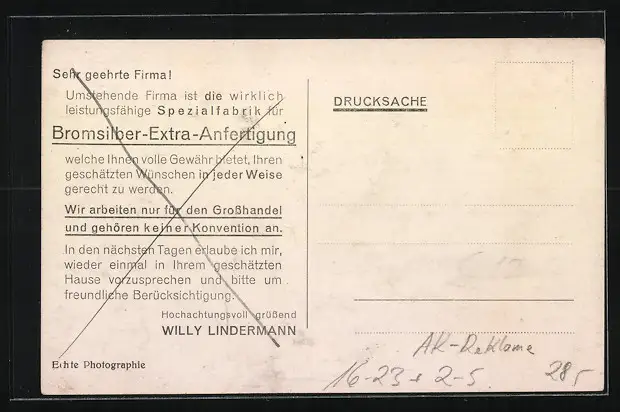 Sehr geehrte Firma!
Umstehende Firma ist die wirklich
leistungsfähige Spezialfabrik für
Bromsilber-Extra-Anfertigung
welche Ihnen volle Gewähr bietet, Ihren
geschätzten Wünschen in jeder Weise
gerecht zu werden.
Wir arbeiten nur für den Großhandel
und gehören keiner Konvention an.
In den nächsten Tagen erlaube ich mir,
wieder einmal in Ihrem geschätzten
Hause vorzusprechen und bitte um
freundliche Berücksichtigung.
Hochachtungsvoll grüßend
WILLY LINDERMANN
Echte Photographie
DRUCKSACHE
AK-Reklame
16-23 + 2-5